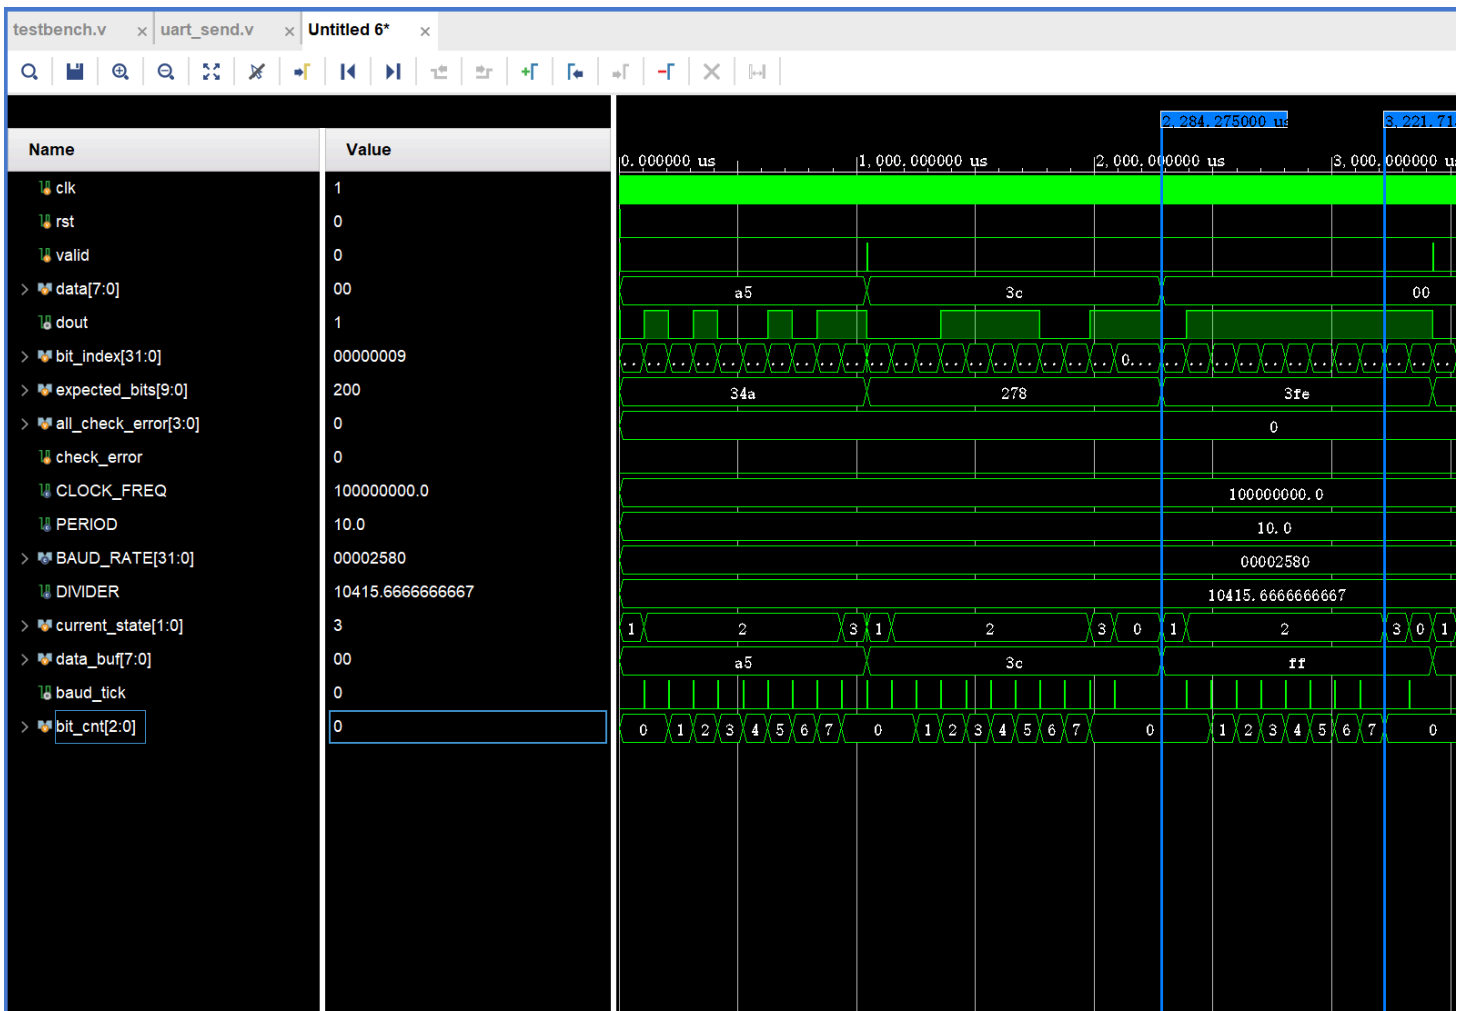 testbench.v × uart_send.v × Untitled 6* ×
2,284.275000 us 3,221.71
Name Value
0.000000 us 1,000.000000 us 2,000.000000 us 3,000.000000 u
clk 1
rst 0
valid 0
data[7:0] 00 a5 3c 00
dout 1
bit_index[31:0] 00000009 0...
expected_bits[9:0] 200 34a 278 3fe
all_check_error[3:0] 0 0
check_error 0
CLOCK_FREQ 100000000.0 100000000.0
PERIOD 10.0 10.0
BAUD_RATE[31:0] 00002580 00002580
DIVIDER 10415.6666666667 10415.6666666667
current_state[1:0] 3 1 2 3 1 2 3 0 1 2 3 0 1
data_buf[7:0] 00 a5 3c ff
baud_tick 0
bit_cnt[2:0] 0 0 1 2 3 4 5 6 7 0 1 2 3 4 5 6 7 0 1 2 3 4 5 6 7 0